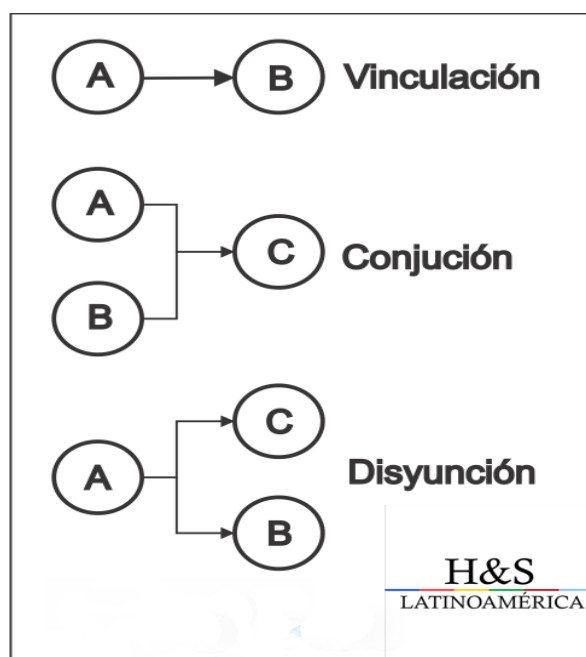 A
B
Vinculación
A
B
C
Conjución
A
C
B
Disyunción
H&S
LATINOAMÉRICA